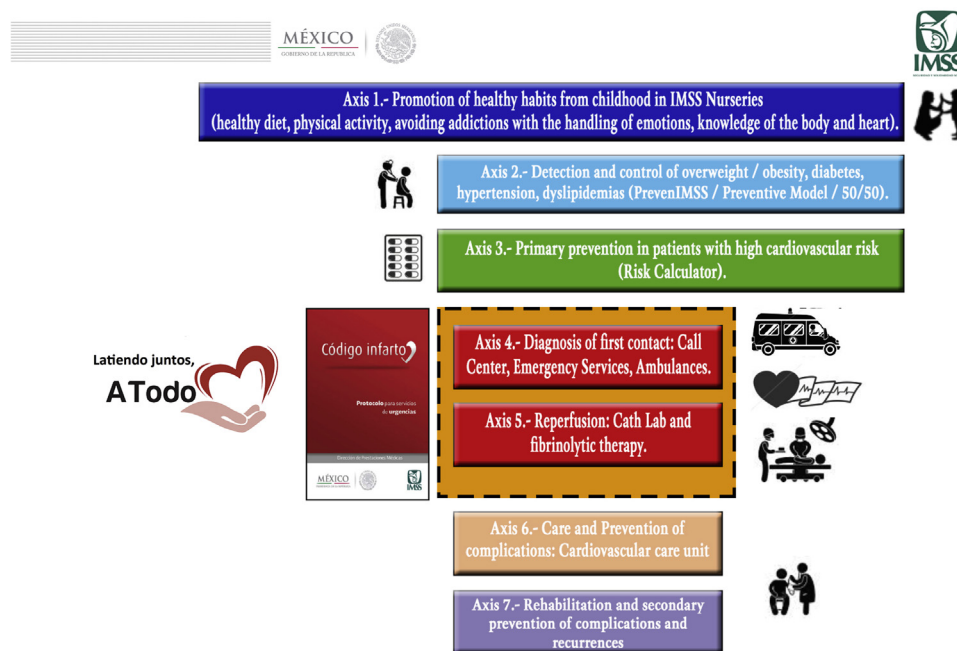 MÉXICO
GOBIERNO DE LA REPÚBLICA
IMSS
Axis 1.- Promotion of healthy habits from childhood in IMSS Nurseries
(healthy diet, physical activity, avoiding addictions with the handling of emotions, knowledge of the body and heart).
Axis 2.- Detection and control of overweight / obesity, diabetes,
hypertension, dyslipidemias (PrevenIMSS / Preventive Model / 50/50).
Axis 3.- Primary prevention in patients with high cardiovascular risk
(Risk Calculator).
Latiendo juntos,
ATodo
Código infarto
Protocolo para servicios
de urgencias
Dirección de Prestaciones Médicas
MÉXICO
IMSS
Axis 4.- Diagnosis of first contact: Call
Center, Emergency Services, Ambulances.
Axis 5.- Reperfusion: Cath Lab and
fibrinolytic therapy.
Axis 6.- Care and Prevention of
complications: Cardiovascular care unit
Axis 7.- Rehabilitation and secondary
prevention of complications and
recurrences